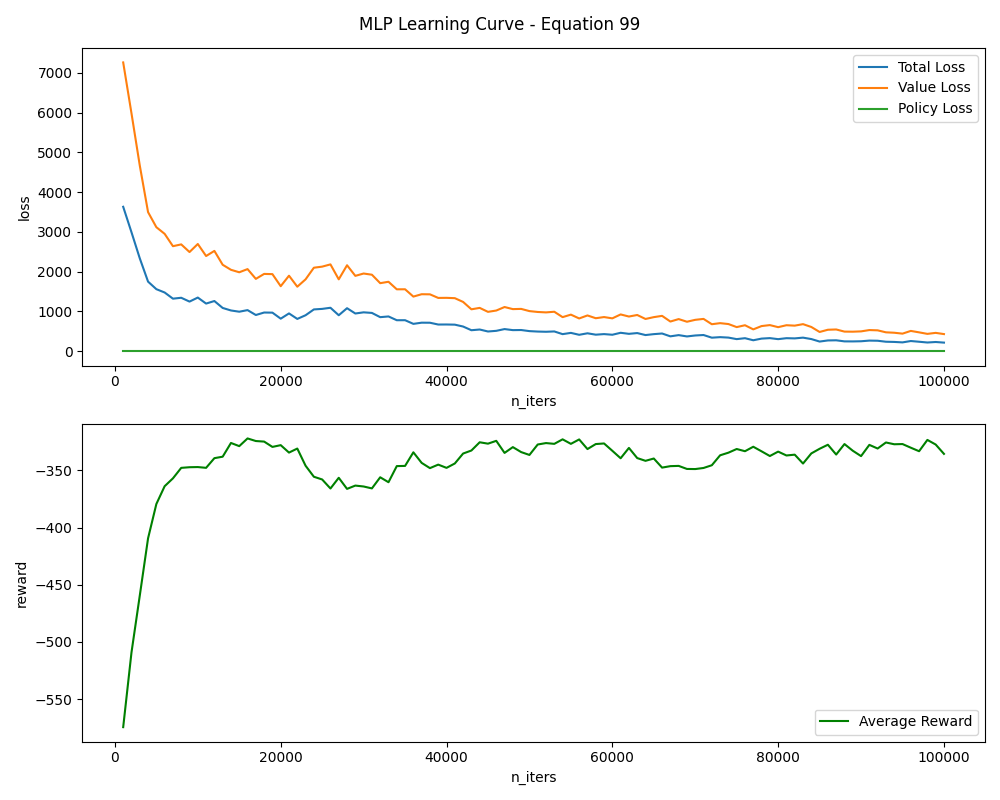 MLP Learning Curve - Equation 99
7000
6000
5000
4000
3000
2000
1000
0
loss
Total Loss
Value Loss
Policy Loss
0 20000 40000 60000 80000 100000
n_iters
−350
−400
−450
−500
−550
reward
Average Reward
0 20000 40000 60000 80000 100000
n_iters